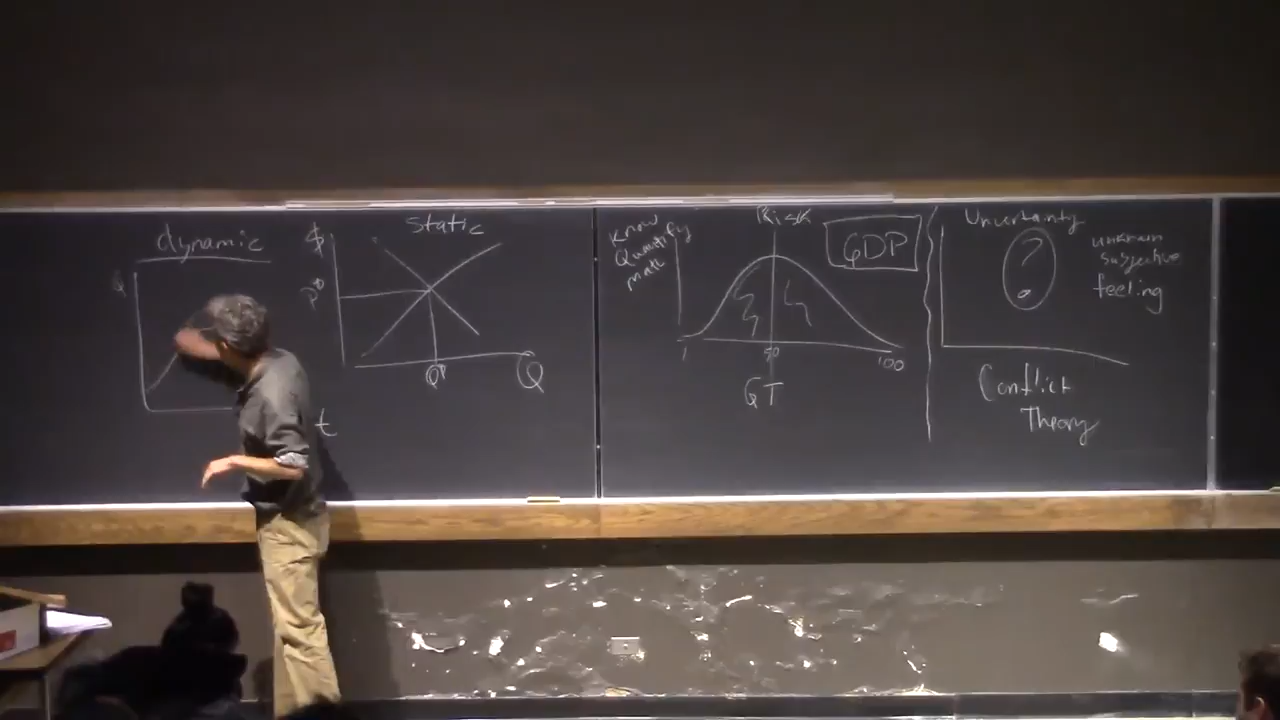 dynamic
Q
t
Static
$
P*
Q*
Q
Know
Quantify
math
Risk
GDP
1
50
100
GT
Uncertainty
?
unknown
subjective
feeling
Conflict
Theory